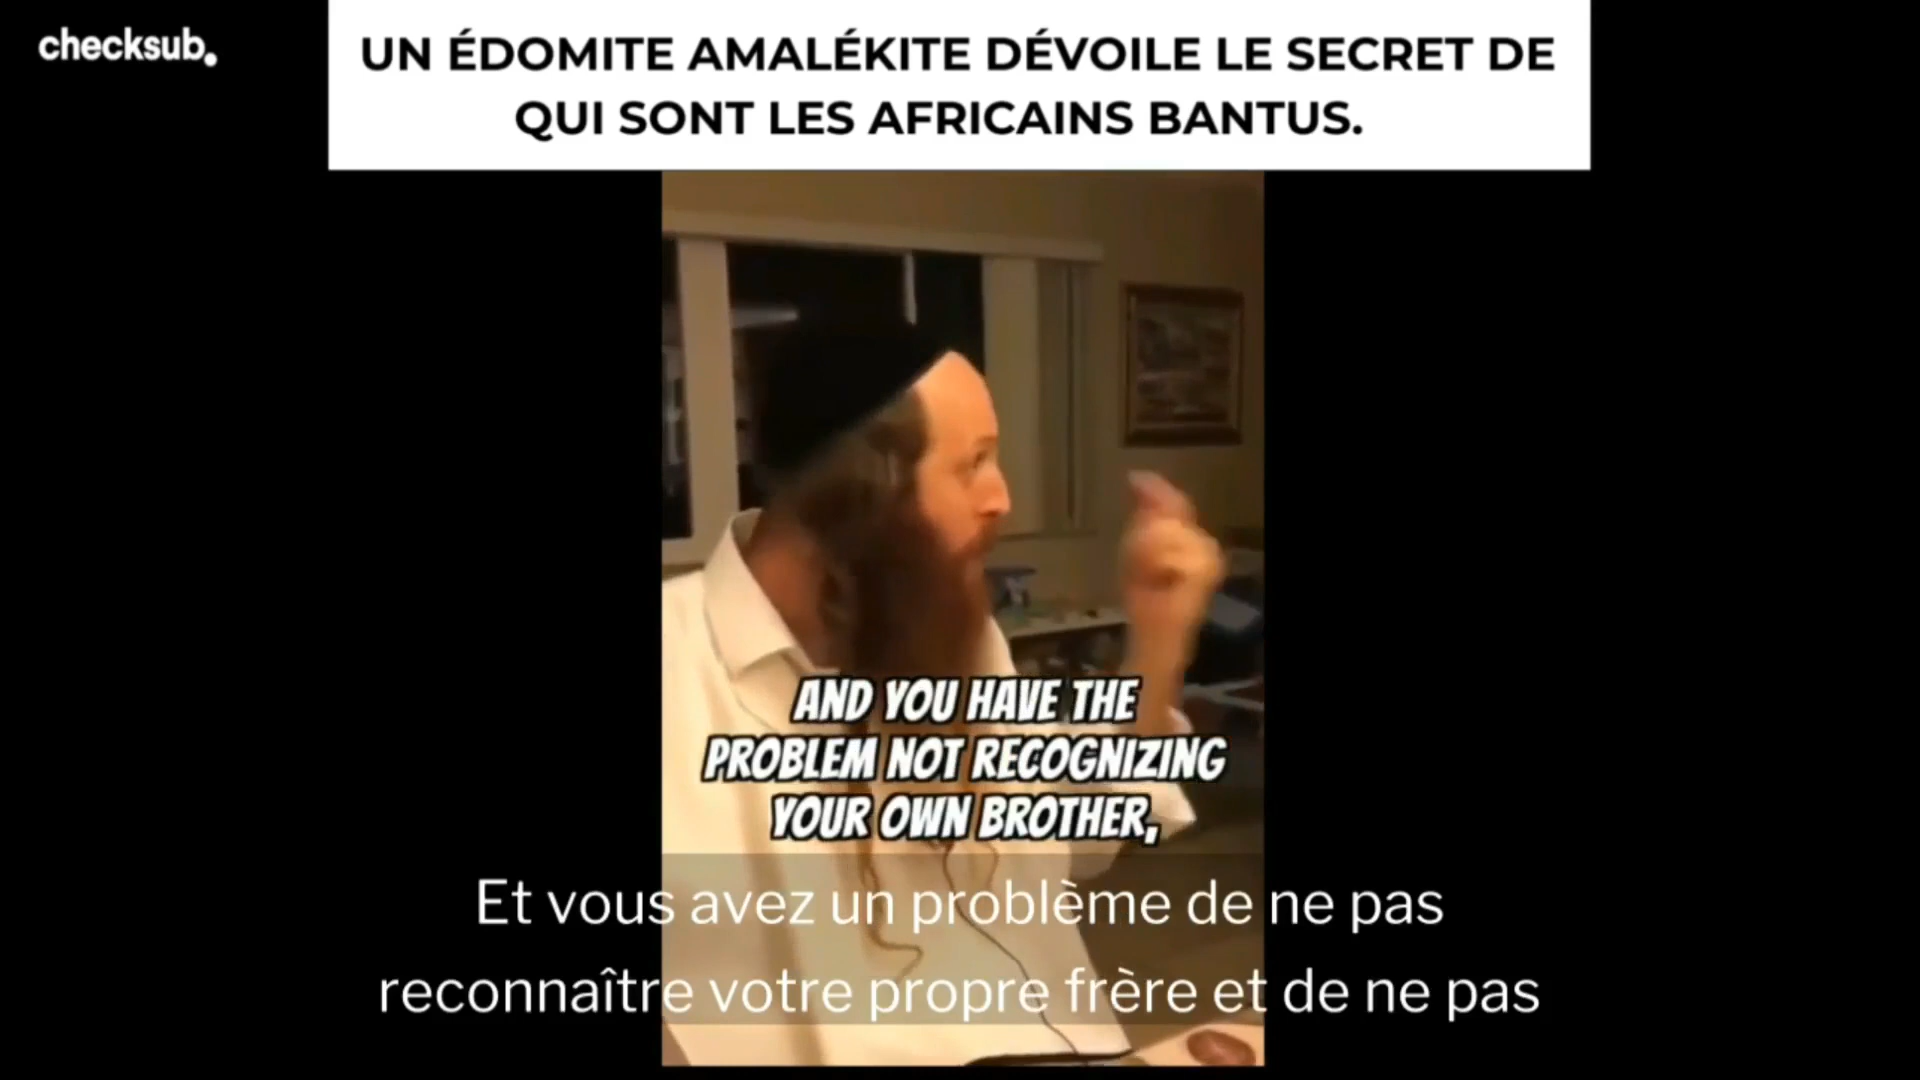 checksub.
UN ÉDOMITE AMALÉKITE DÉVOILE LE SECRET DE
QUI SONT LES AFRICAINS BANTUS.
AND YOU HAVE THE
PROBLEM NOT RECOGNIZING
YOUR OWN BROTHER,
Et vous avez un problème de ne pas
reconnaître votre propre frère et de ne pas